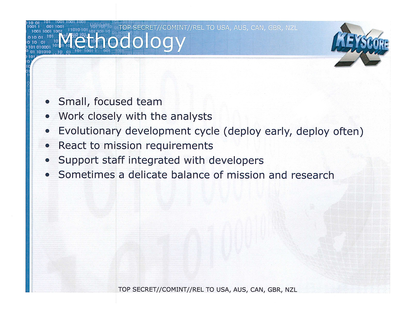 TOP SECRET//COMINT//REL TO USA, AUS, CAN, GBR, NZL
Methodology
X KEYSCORE
• Small, focused team
• Work closely with the analysts
• Evolutionary development cycle (deploy early, deploy often)
• React to mission requirements
• Support staff integrated with developers
• Sometimes a delicate balance of mission and research
TOP SECRET//COMINT//REL TO USA, AUS, CAN, GBR, NZL